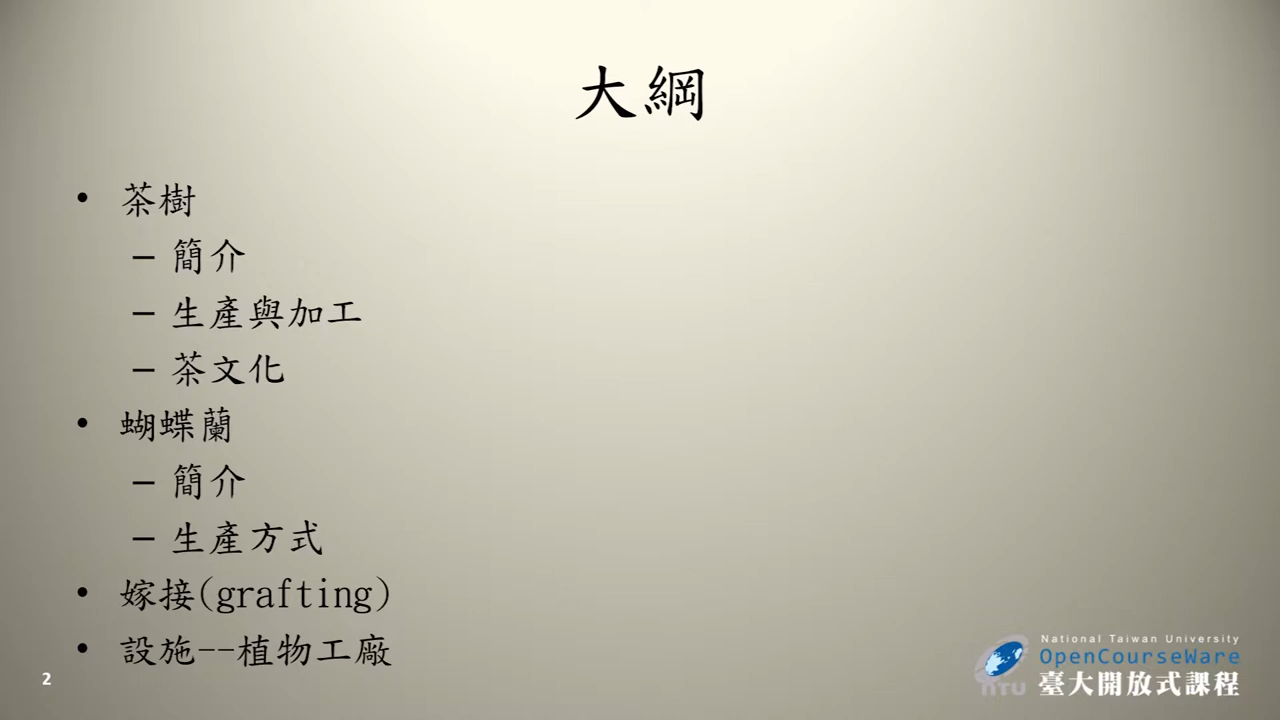 大綱
• 茶樹
– 簡介
– 生產與加工
– 茶文化
• 蝴蝶蘭
– 簡介
– 生產方式
• 嫁接(grafting)
• 設施--植物工廠
2
National Taiwan University
OpenCourseWare
NTU
臺大開放式課程